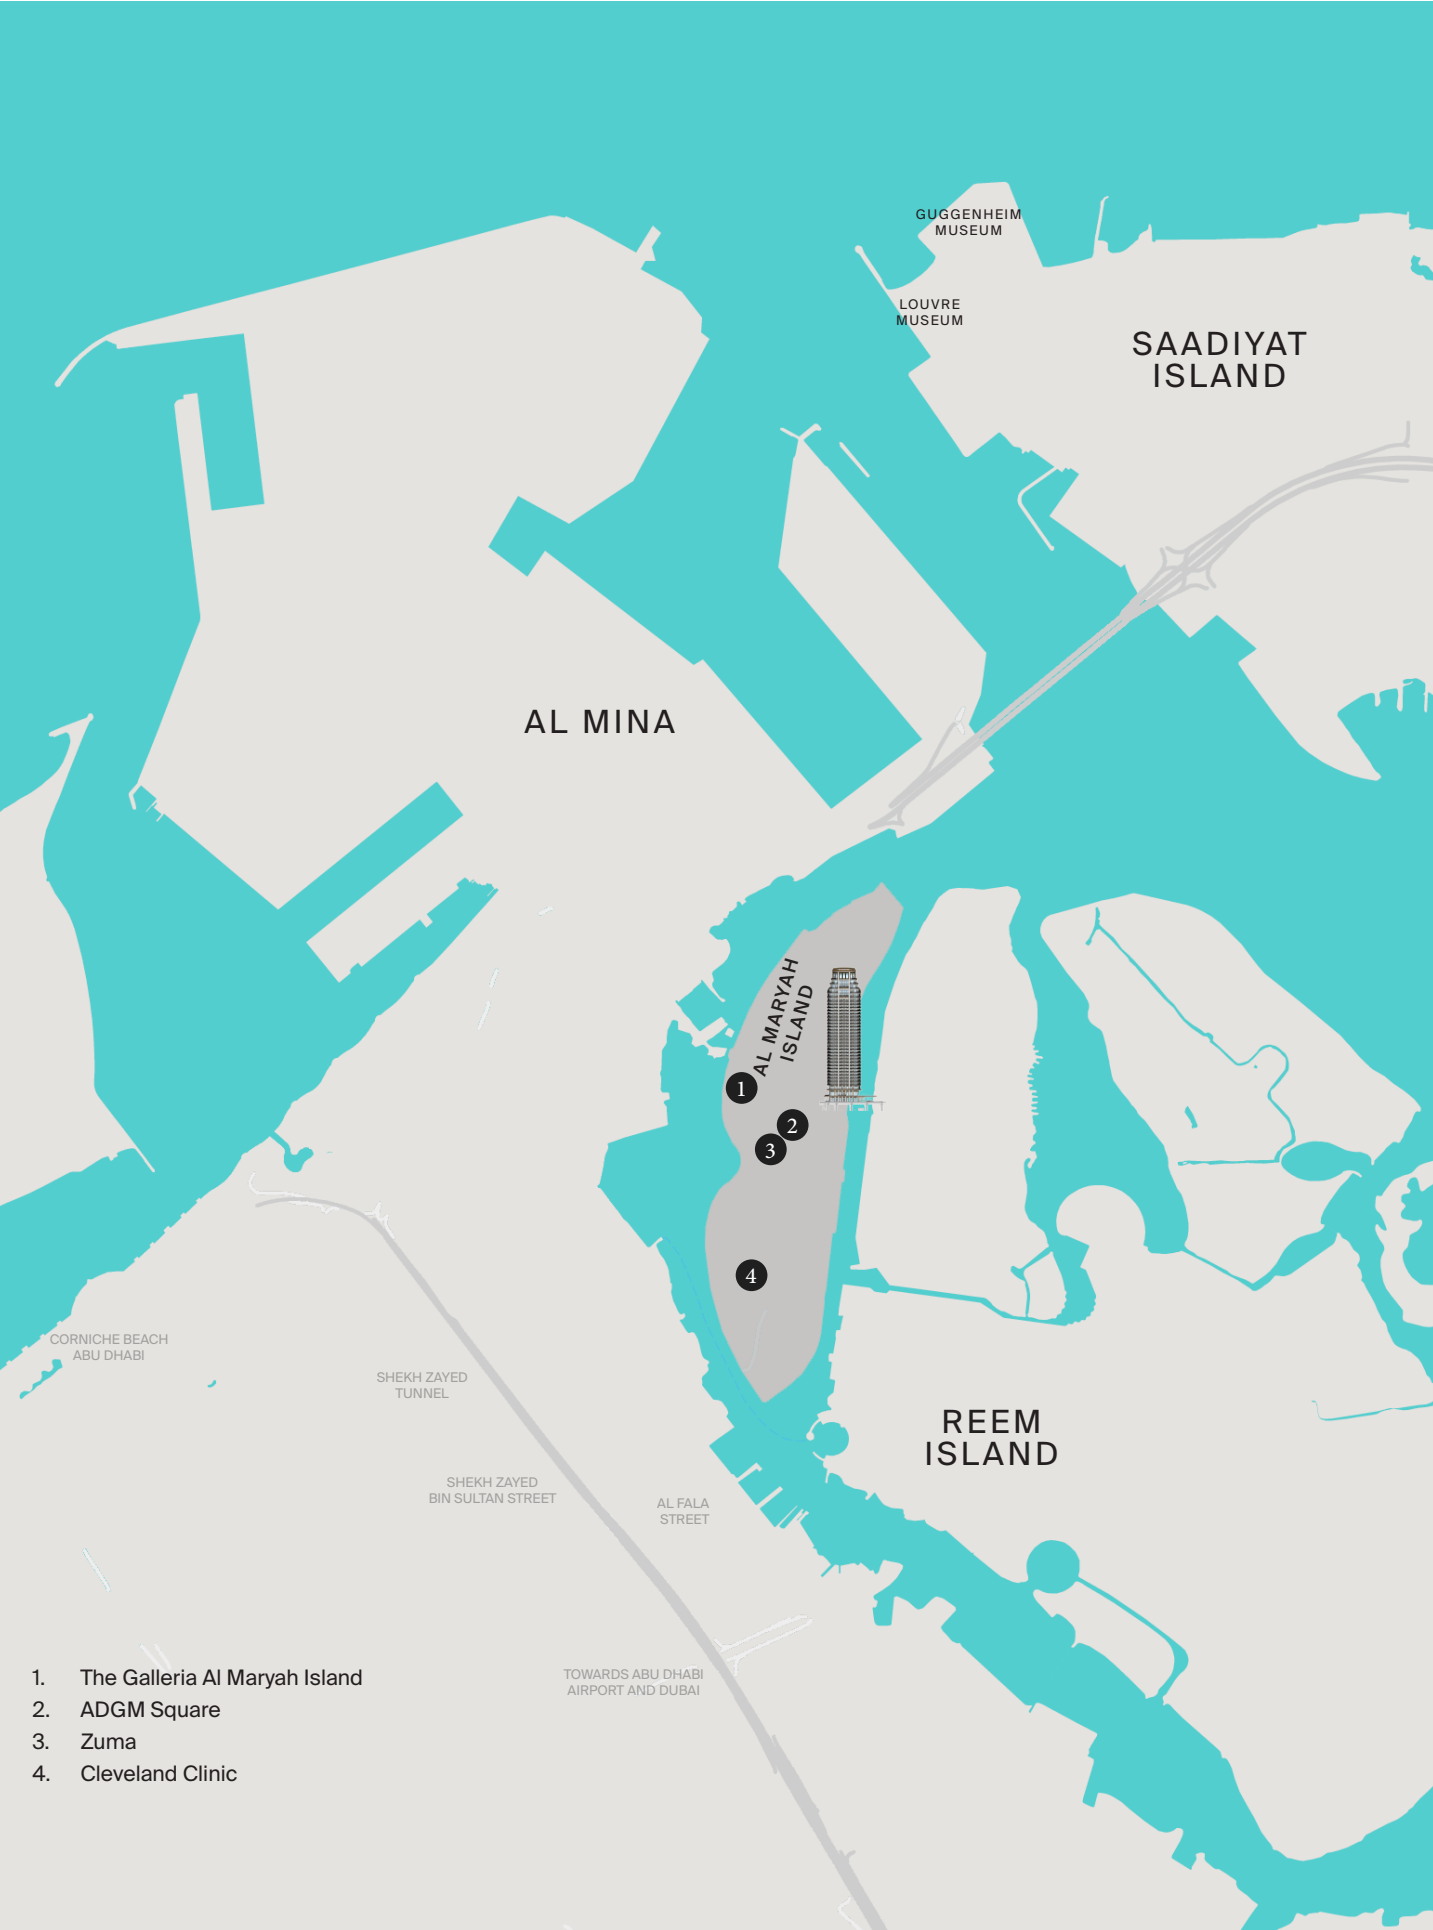 GUGGENHEIM
MUSEUM
LOUVRE
MUSEUM
SAADIYAT
ISLAND
AL MINA
AL MARYAH
ISLAND
1
2
3
4
CORNICHE BEACH
ABU DHABI
SHEKH ZAYED
TUNNEL
REEM
ISLAND
SHEKH ZAYED
BIN SULTAN STREET
AL FALA
STREET
TOWARDS ABU DHABI
AIRPORT AND DUBAI
1. The Galleria Al Maryah Island
2. ADGM Square
3. Zuma
4. Cleveland Clinic